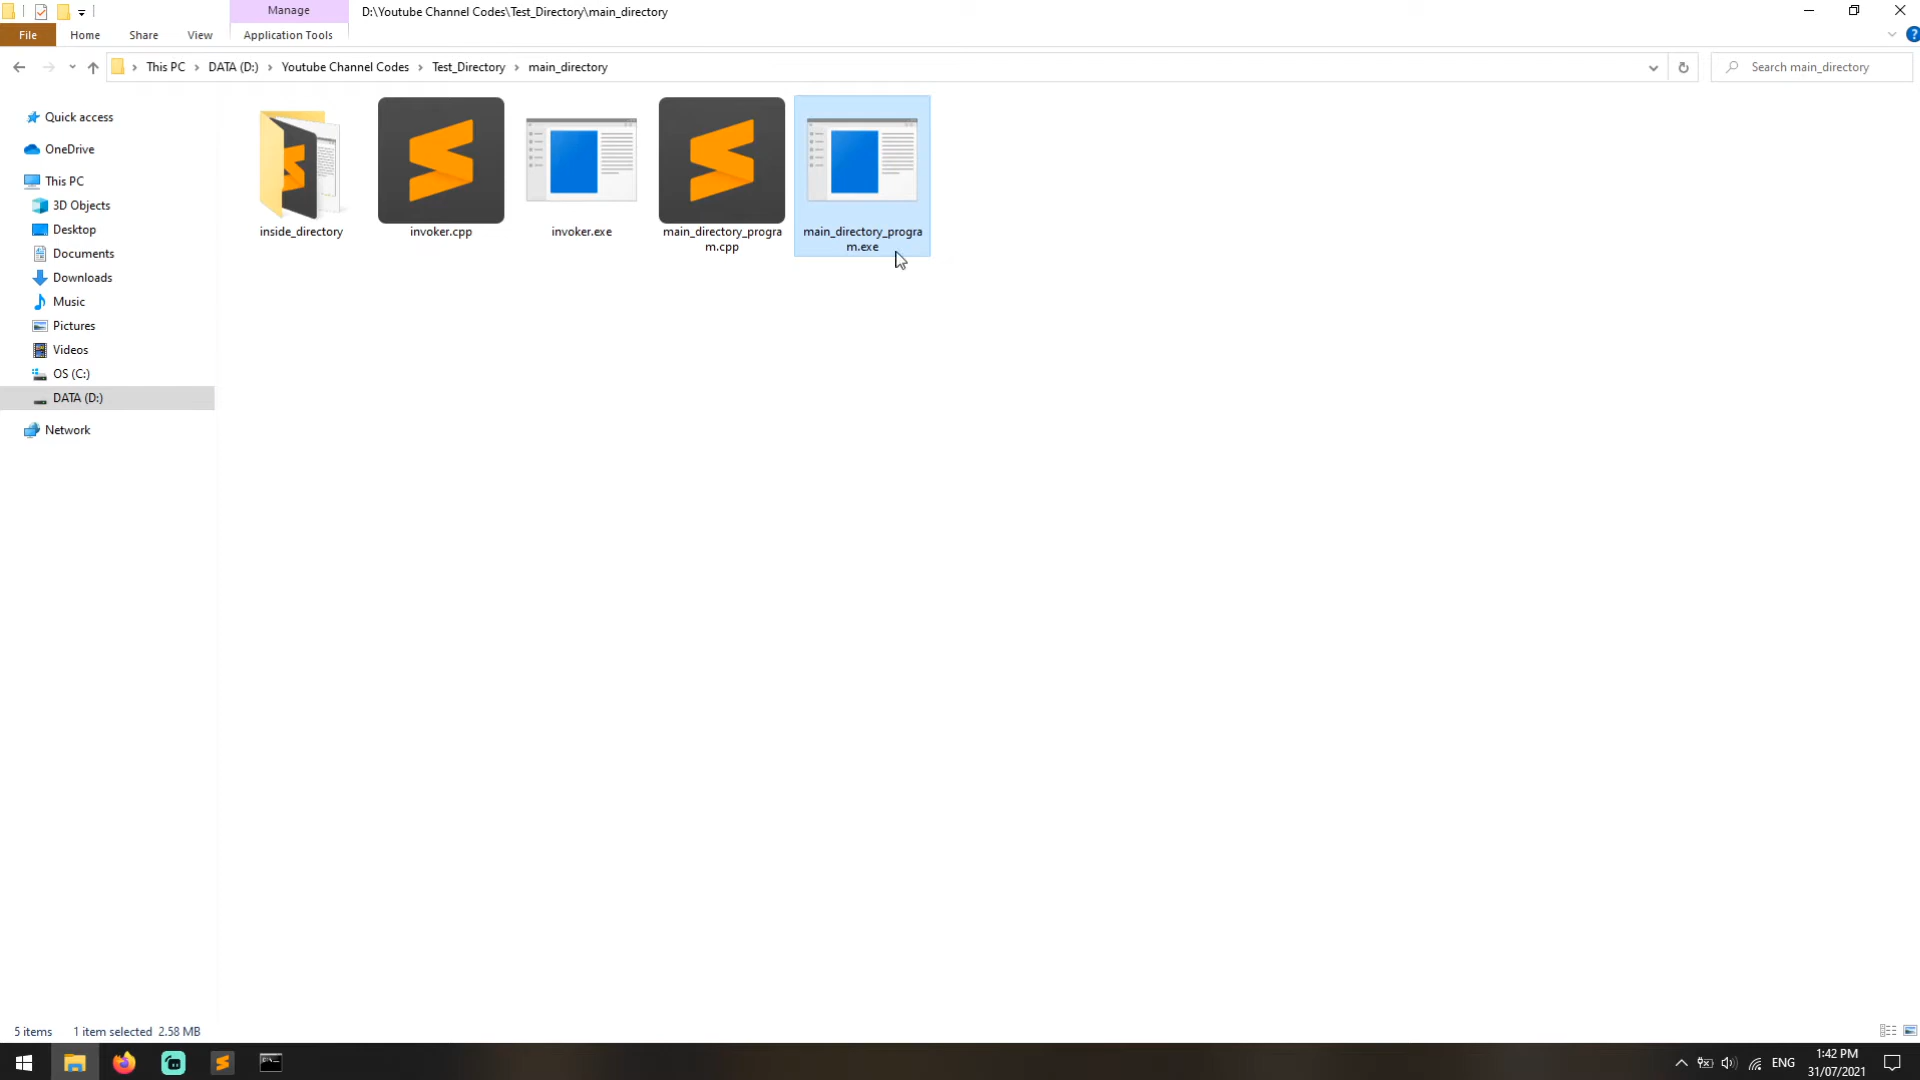 Manage
D:\Youtube Channel Codes\Test_Directory\main_directory
File
Home
Share
View
Application Tools
This PC
DATA (D:)
Youtube Channel Codes
Test_Directory
main_directory
Search main_directory
Quick access
OneDrive
This PC
3D Objects
Desktop
Documents
Downloads
Music
Pictures
Videos
OS (C:)
DATA (D:)
Network
inside_directory
invoker.cpp
invoker.exe
main_directory_progra
m.cpp
main_directory_progra
m.exe
5 items
1 item selected 2.58 MB
ENG
1:42 PM
31/07/2021